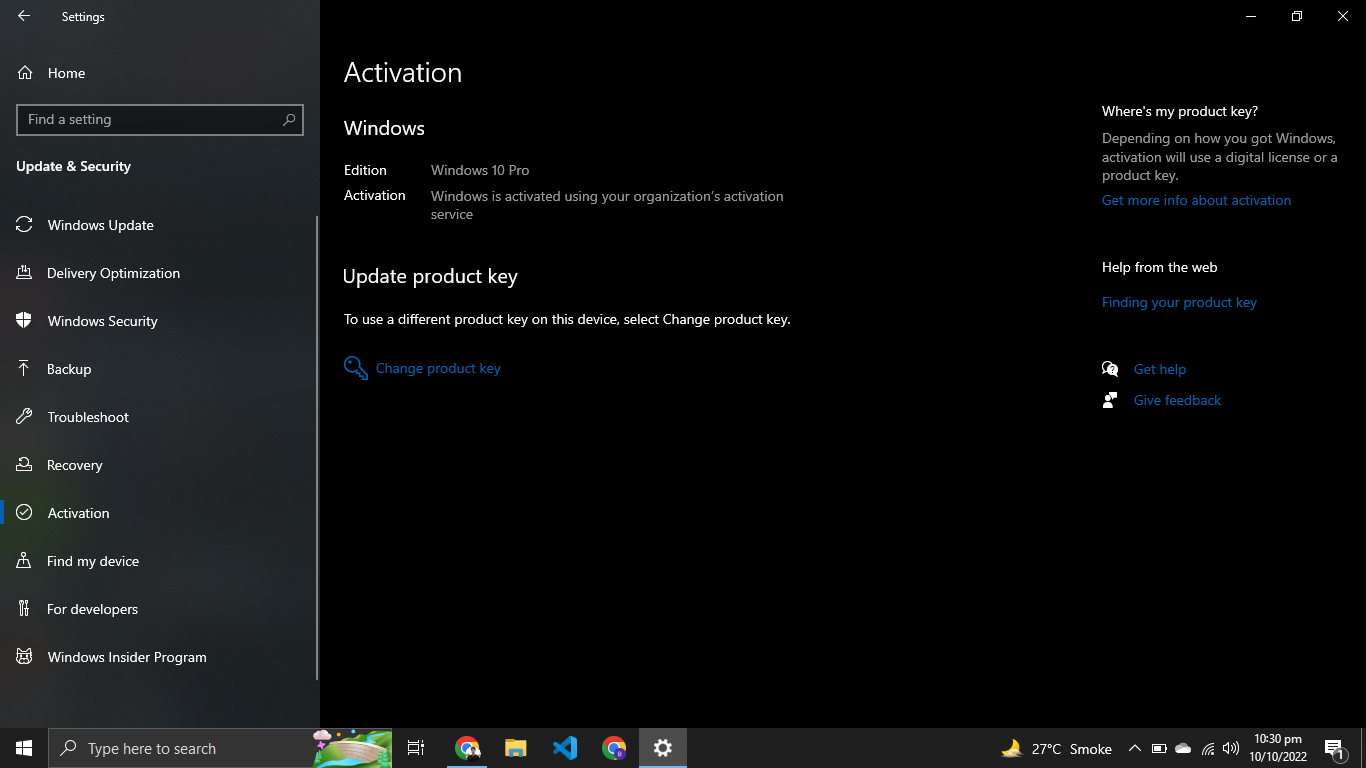 Settings
Home
Find a setting
Update & Security
Windows Update
Delivery Optimization
Windows Security
Backup
Troubleshoot
Recovery
Activation
Find my device
For developers
Windows Insider Program
Activation
Windows
Edition Windows 10 Pro
Activation Windows is activated using your organization’s activation
service
Update product key
To use a different product key on this device, select Change product key.
Change product key
Where's my product key?
Depending on how you got Windows,
activation will use a digital license or a
product key.
Get more info about activation
Help from the web
Finding your product key
Get help
Give feedback
Type here to search
27°C Smoke
10:30 pm
10/10/2022
1